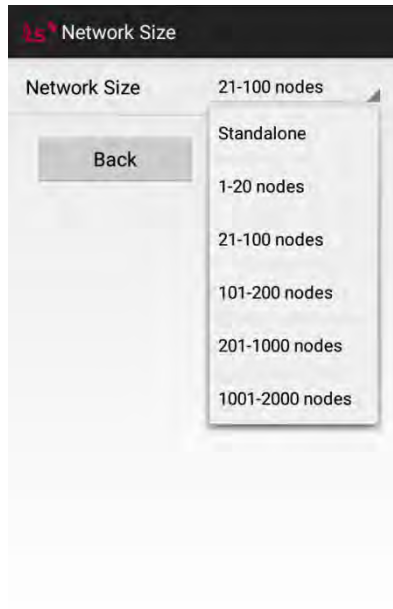 Ls Network Size
Network Size 21-100 nodes
Standalone
Back
1-20 nodes
21-100 nodes
101-200 nodes
201-1000 nodes
1001-2000 nodes